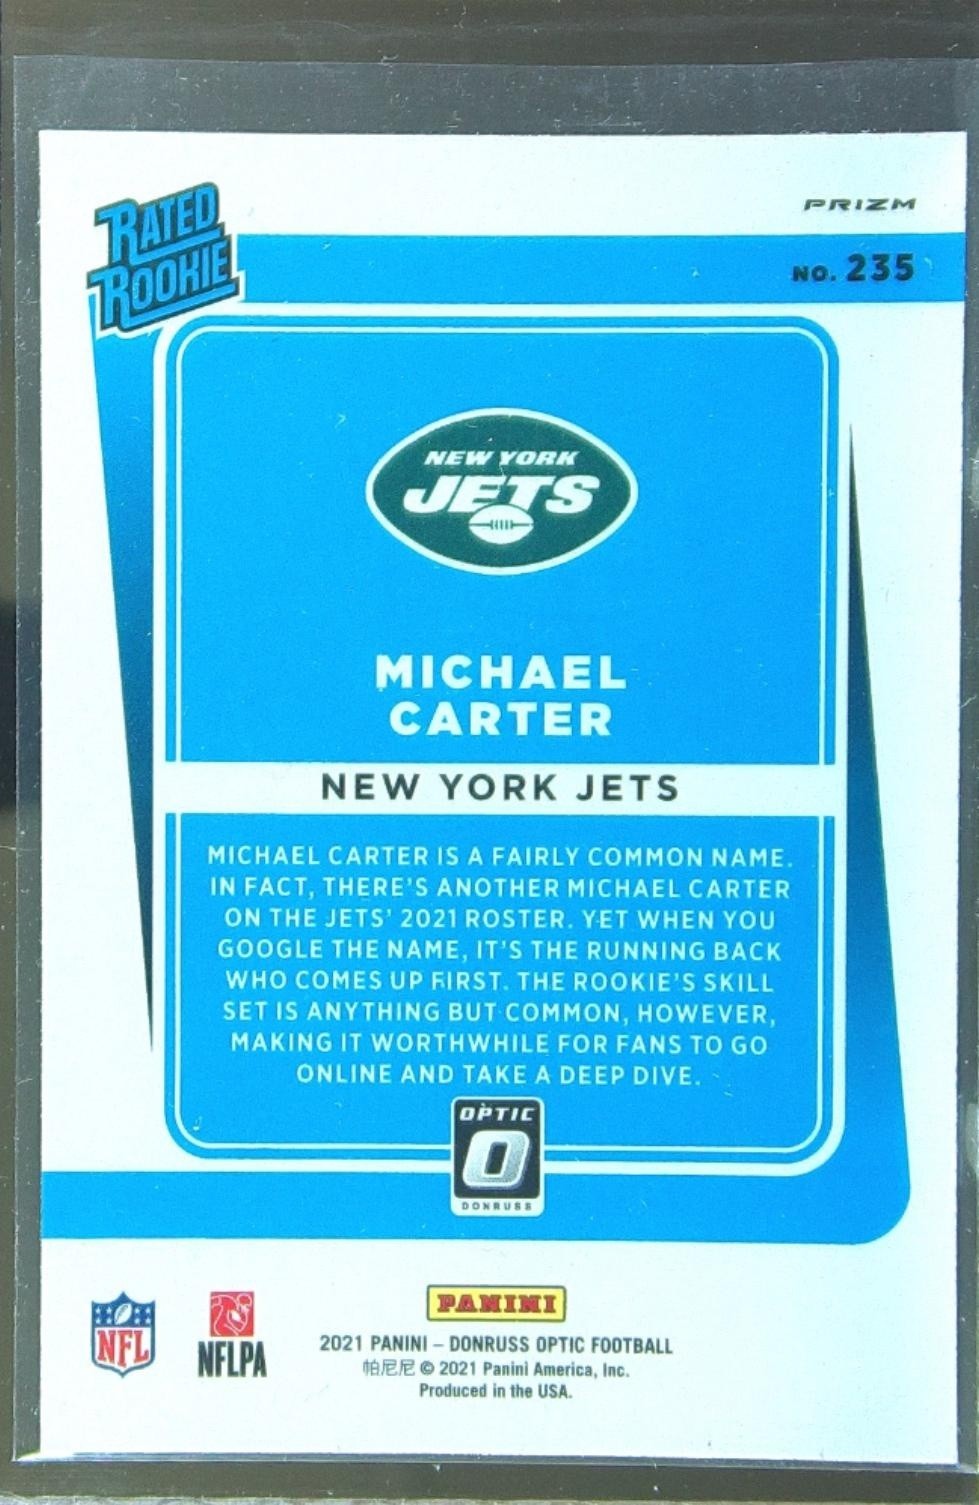 RATED
ROOKIE
PRIZM
NO. 235
NEW YORK
JETS
MICHAEL
CARTER
NEW YORK JETS
MICHAEL CARTER IS A FAIRLY COMMON NAME.
IN FACT, THERE'S ANOTHER MICHAEL CARTER
ON THE JETS' 2021 ROSTER. YET WHEN YOU
GOOGLE THE NAME, IT'S THE RUNNING BACK
WHO COMES UP FIRST. THE ROOKIE'S SKILL
SET IS ANYTHING BUT COMMON, HOWEVER,
MAKING IT WORTHWHILE FOR FANS TO GO
ONLINE AND TAKE A DEEP DIVE.
OPTIC
O
DONRUSS
NFL
NFLPA
PANINI
2021 PANINI – DONRUSS OPTIC FOOTBALL
帕尼尼 © 2021 Panini America, Inc.
Produced in the USA.